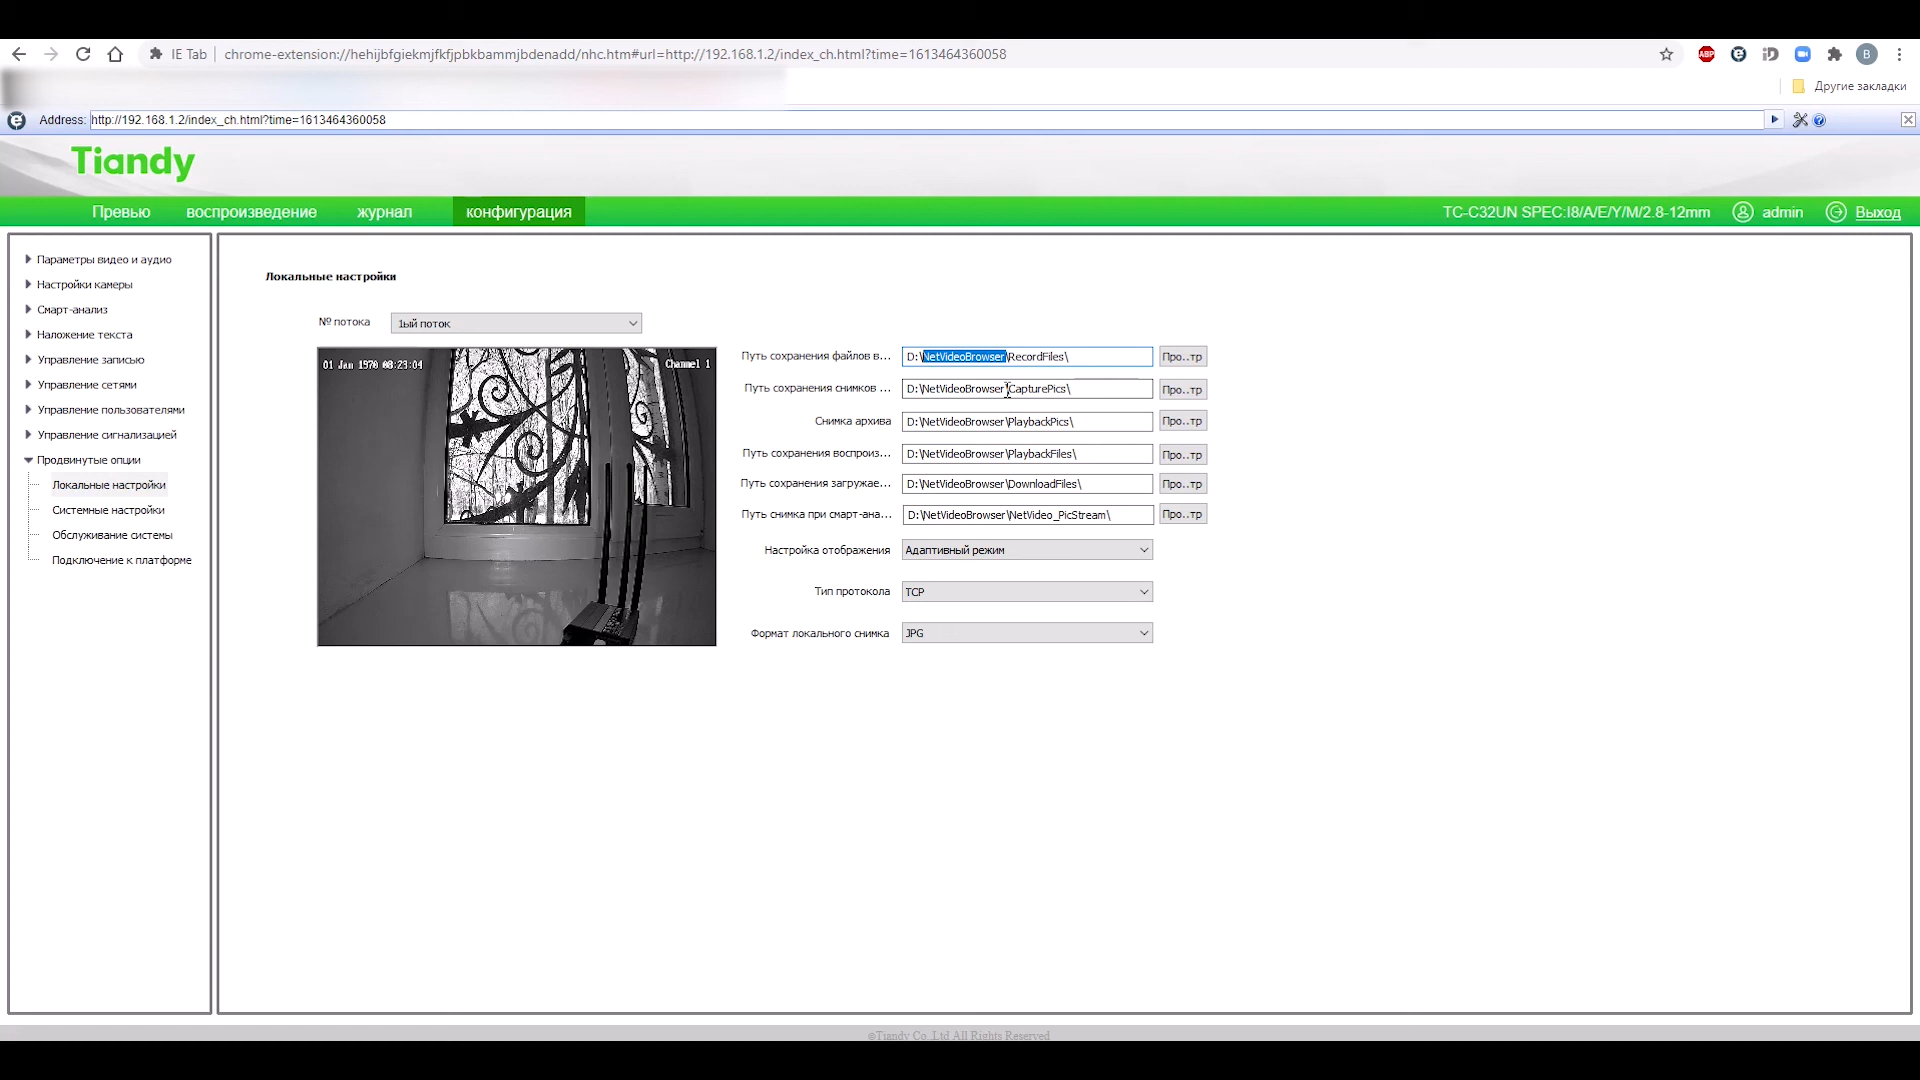 IE Tab | chrome-extension://hehijbfgiekmjfkfjpbkbammjbdenadd/nhc.htm#url=http://192.168.1.2/index_ch.html?time=1613464360058
ABP
B
Другие закладки
Address: http://192.168.1.2/index_ch.html?time=1613464360058
Tiandy
Превью воспроизведение журнал конфигурация TC-C32UN SPEC:I8/A/E/Y/M/2.8-12mm admin Выход
Параметры видео и аудио
Настройки камеры
Смарт-анализ
Наложение текста
Управление записью
Управление сетями
Управление пользователями
Управление сигнализацией
Продвинутые опции
Локальные настройки
Системные настройки
Обслуживание системы
Подключение к платформе
Локальные настройки
№ потока 1ый поток
01 Jan 1970 08:23:04 Channel 1
Путь сохранения файлов в... D:\NetVideoBrowser\RecordFiles\ Про..тр
Путь сохранения снимков ... D:\NetVideoBrowser\CapturePics\ Про..тр
Снимка архива D:\NetVideoBrowser\PlaybackPics\ Про..тр
Путь сохранения воспроиз... D:\NetVideoBrowser\PlaybackFiles\ Про..тр
Путь сохранения загружае... D:\NetVideoBrowser\DownloadFiles\ Про..тр
Путь снимка при смарт-ана... D:\NetVideoBrowser\NetVideo_PicStream\ Про..тр
Настройка отображения Адаптивный режим
Тип протокола TCP
Формат локального снимка JPG
©Tiandy Co.,Ltd All Rights Reserved